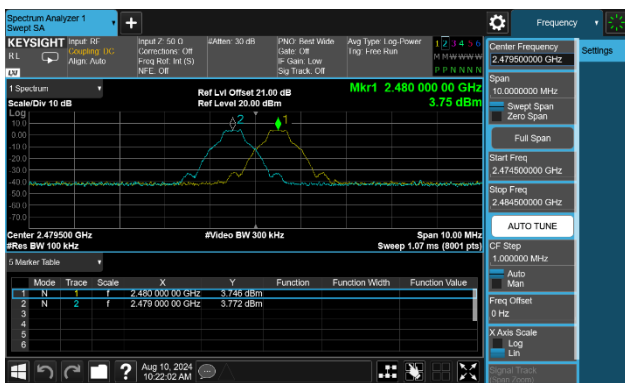 Spectrum Analyzer 1
Swept SA
Frequency
KEYSIGHT
Input: RF
Coupling: DC
Align: Auto
Input Z: 50 Ω
Corrections: Off
Freq Ref: Int (S)
NFE: Off
#Atten: 30 dB
PNO: Best Wide
Gate: Off
IF Gain: Low
Sig Track: Off
Avg Type: Log-Power
Trig: Free Run
1 2 3 4 5 6
M M W W W W
P P N N N N
R L
LXI
Center Frequency
2.479500000 GHz
Settings
Span
10.0000000 MHz
Swept Span
Zero Span
Full Span
Start Freq
2.474500000 GHz
Stop Freq
2.484500000 GHz
AUTO TUNE
CF Step
1.000000 MHz
Auto
Man
Freq Offset
0 Hz
X Axis Scale
Log
Lin
Signal Track
(Span Zoom)
1 Spectrum
Scale/Div 10 dB
Ref Lvl Offset 21.00 dB
Ref Level 20.00 dBm
Mkr1 2.480 000 00 GHz
3.75 dBm
Log
10.0
0.00
-10.0
-20.0
-30.0
-40.0
-50.0
-60.0
-70.0
2
1
Center 2.479500 GHz
#Res BW 100 kHz
#Video BW 300 kHz
Span 10.00 MHz
Sweep 1.07 ms (8001 pts)
5 Marker Table
Mode Trace Scale X Y Function Function Width Function Value
1 N 1 f 2.480 000 00 GHz 3.746 dBm
2 N 2 f 2.479 000 00 GHz 3.772 dBm
3
4
5
6
Aug 10, 2024
10:22:02 AM